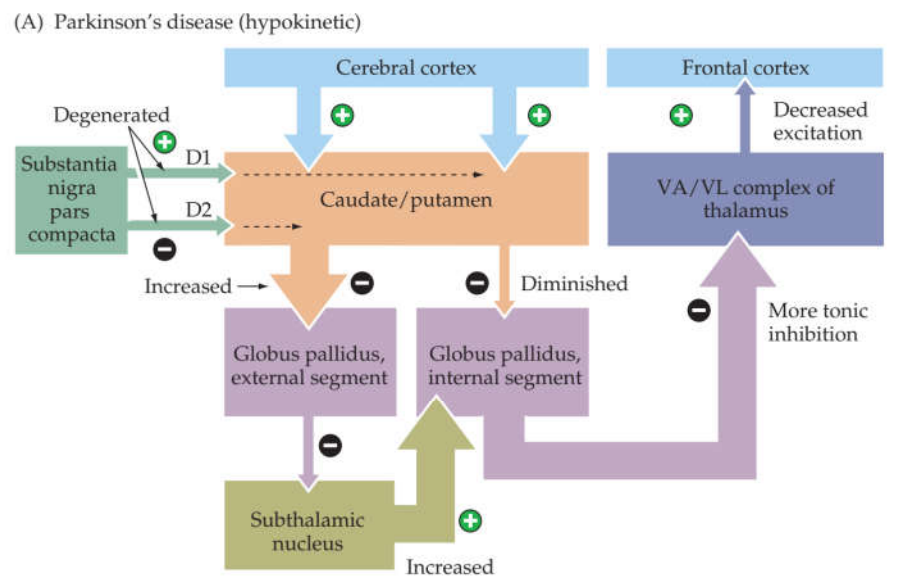 (A) Parkinson's disease (hypokinetic)
Cerebral cortex
Frontal cortex
Degenerated
+
+
+
+
Decreased
excitation
Substantia
nigra
pars
compacta
D1
D2
−
Caudate/putamen
VA/VL complex of
thalamus
Increased
−
−
Diminished
−
More tonic
inhibition
Globus pallidus,
external segment
Globus pallidus,
internal segment
−
Subthalamic
nucleus
+
Increased